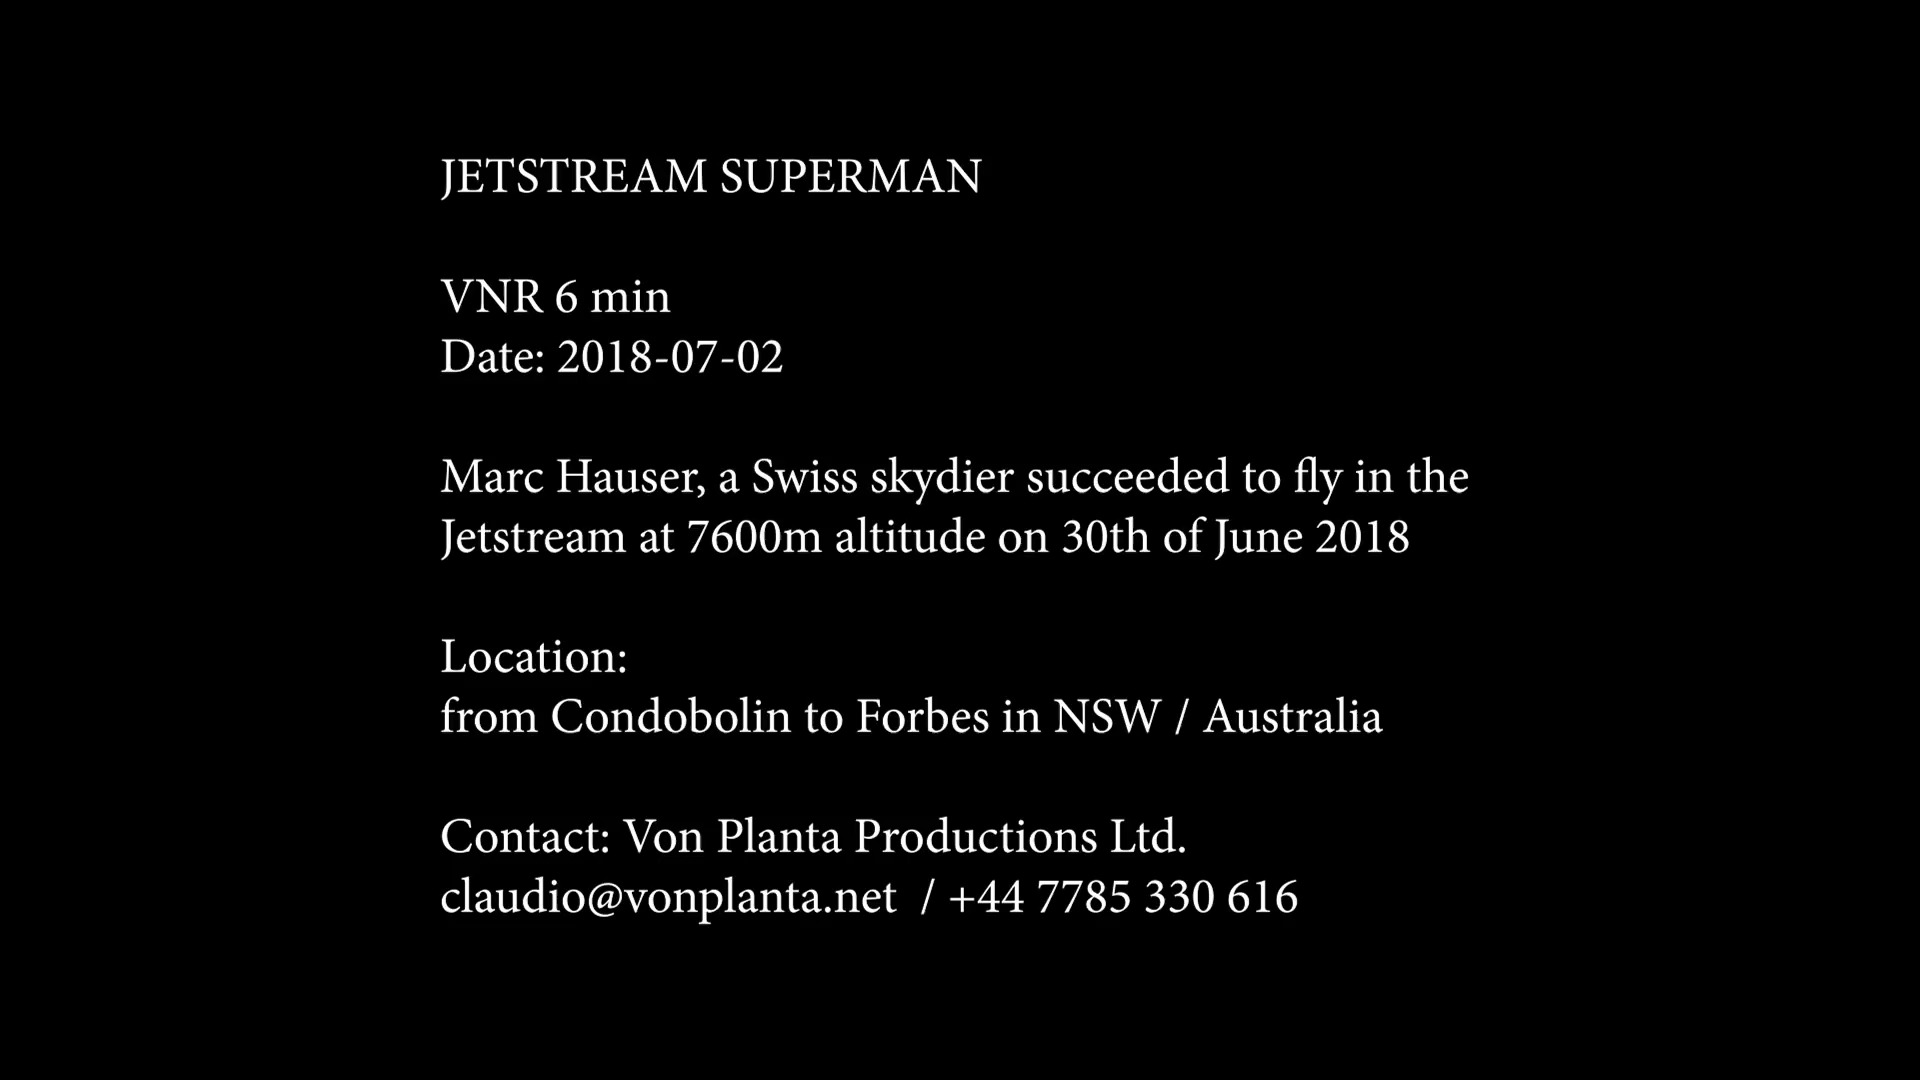 JETSTREAM SUPERMAN
VNR 6 min
Date: 2018-07-02
Marc Hauser, a Swiss skydier succeeded to fly in the
Jetstream at 7600m altitude on 30th of June 2018
Location:
from Condobolin to Forbes in NSW / Australia
Contact: Von Planta Productions Ltd.
claudio@vonplanta.net / +44 7785 330 616